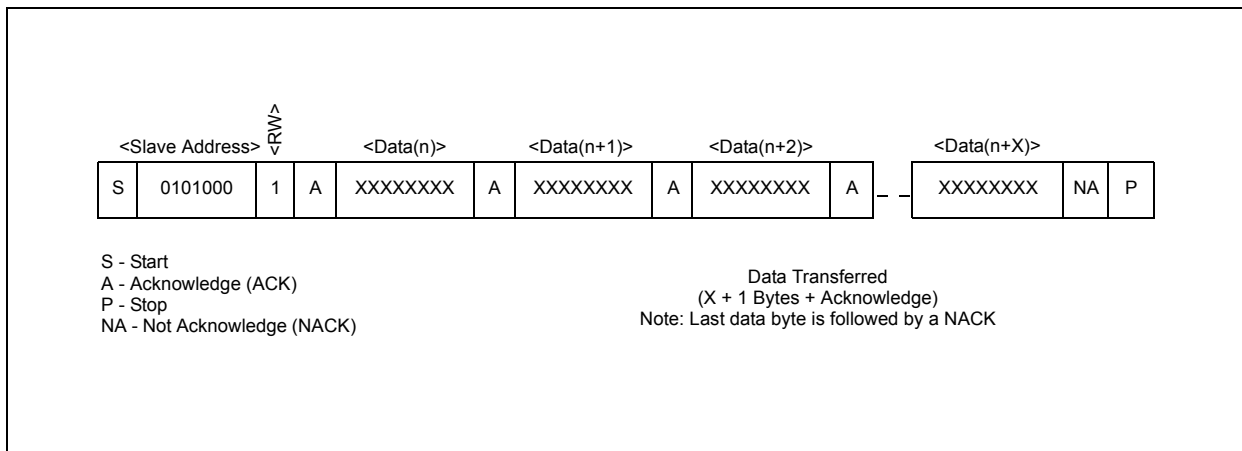 <Slave Address> <RW> <Data(n)> <Data(n+1)> <Data(n+2)> <Data(n+X)>
S 0101000 1 A XXXXXXXX A XXXXXXXX A XXXXXXXX A XXXXXXXX NA P
S - Start
A - Acknowledge (ACK)
P - Stop
NA - Not Acknowledge (NACK)
Data Transferred
(X + 1 Bytes + Acknowledge)
Note: Last data byte is followed by a NACK